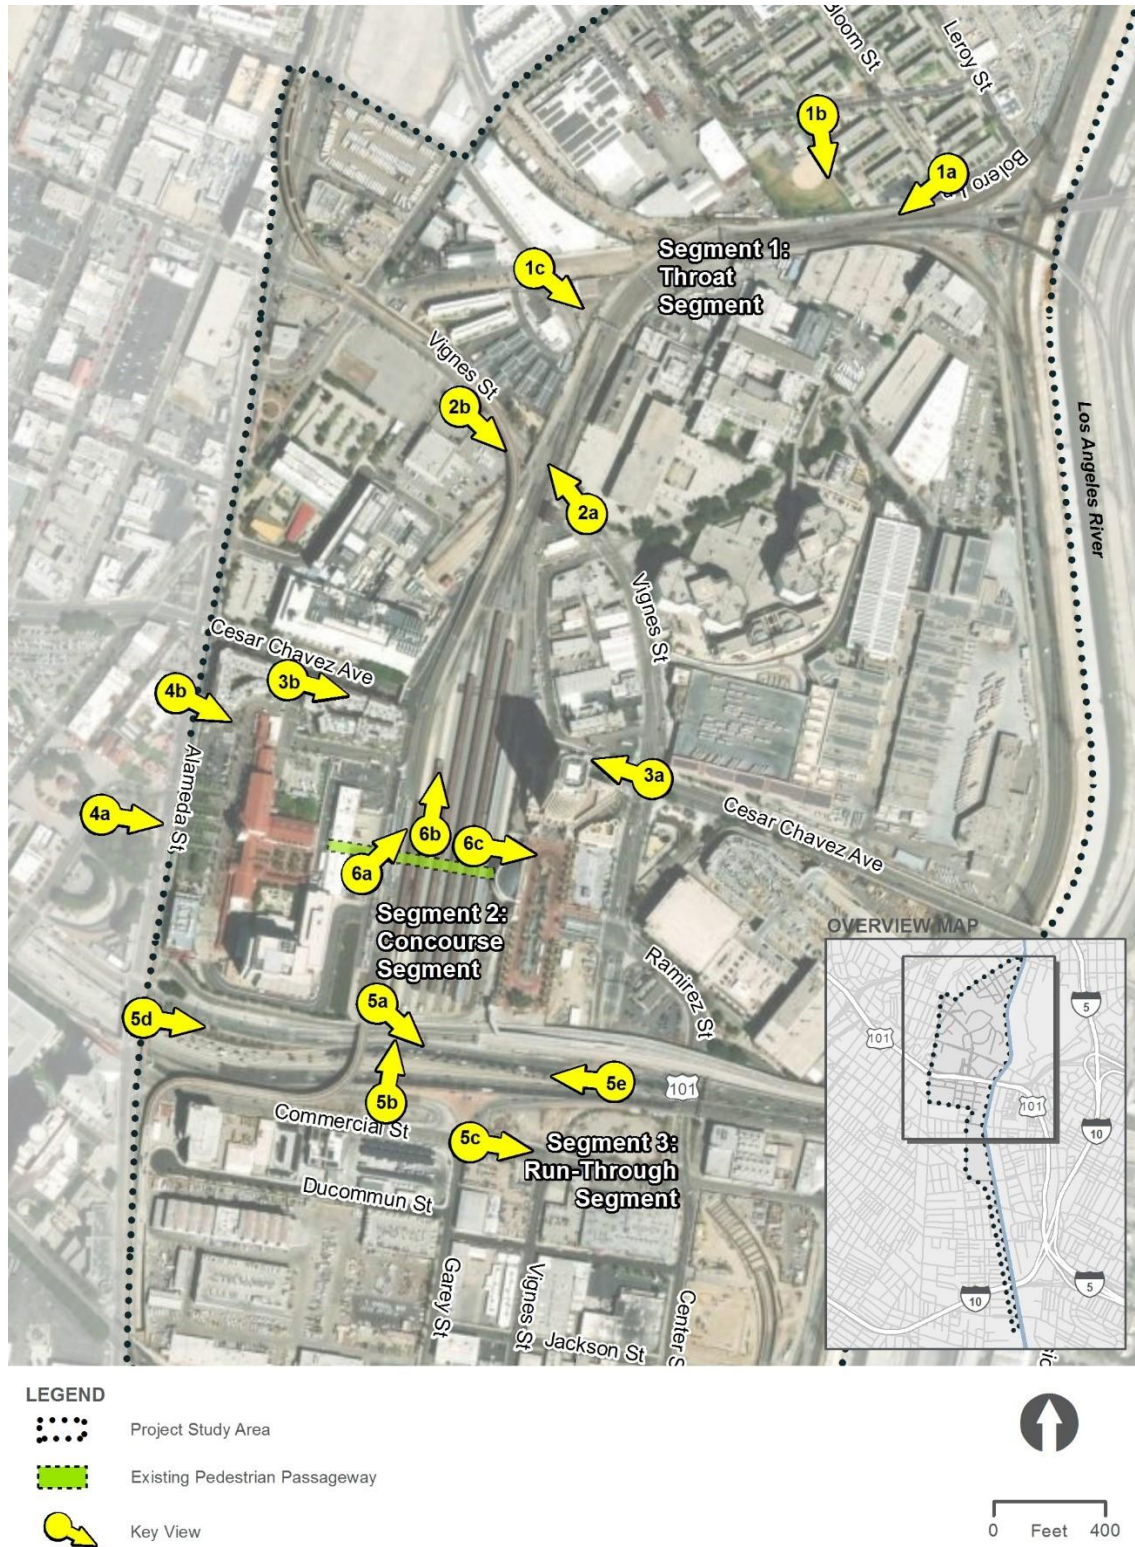 Bloom St
Leroy St
1b
1a
Bolero
1c
Segment 1:
Throat
Segment
Vignes St
2b
Los Angeles River
2a
Vignes St
Cesar Chavez Ave
3b
4b
Alameda St
3a
4a
6b
6c
Cesar Chavez Ave
6a
Segment 2:
Concourse
Segment
OVERVIEW MAP
Ramirez St
5a
5d
5
101
5e
101
101
5b
Commercial St
10
5c
Segment 3:
Run-Through
Segment
Ducommun St
Garey St
Vignes St
Center S
5
10
Jackson St
LEGEND
Project Study Area
Existing Pedestrian Passageway
Key View
0 Feet 400